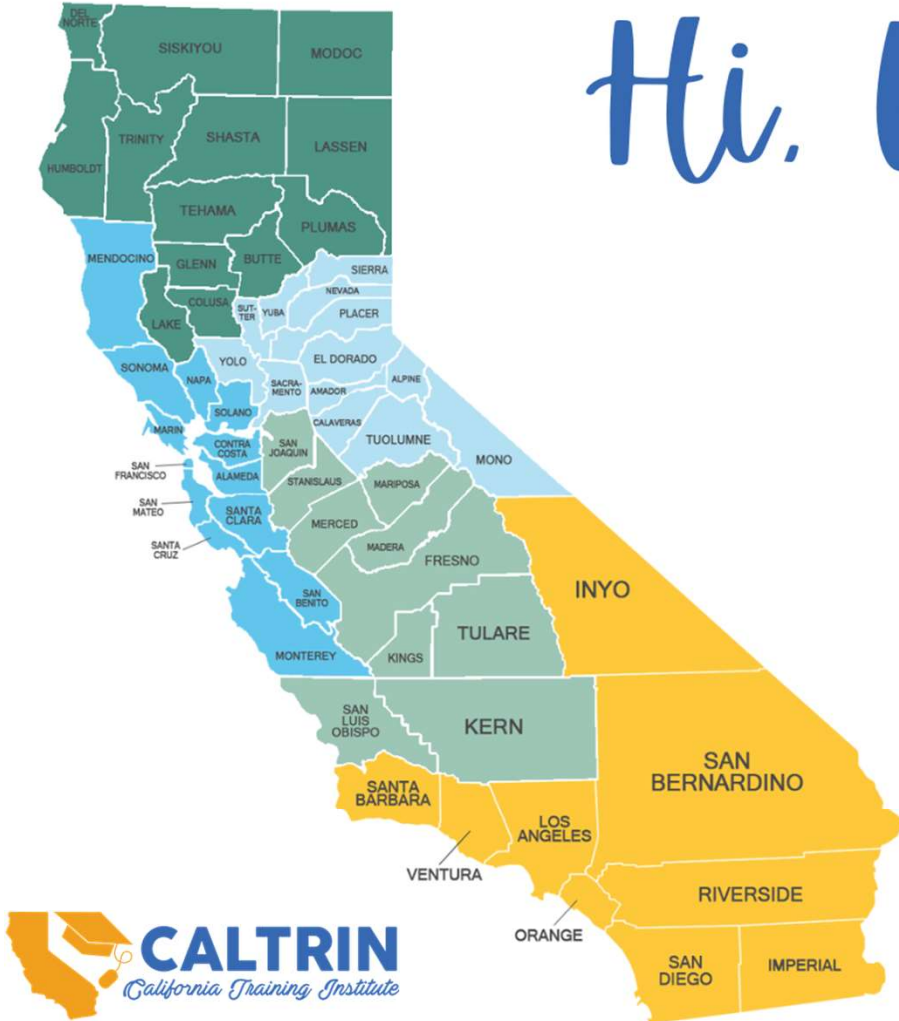 Hi,
DEL
NORTE
SISKIYOU
MODOC
HUMBOLDT
TRINITY
SHASTA
LASSEN
TEHAMA
PLUMAS
MENDOCINO
GLENN
BUTTE
SIERRA
NEVADA
LAKE
COLUSA
SUT-
TER
YUBA
PLACER
SONOMA
NAPA
YOLO
EL DORADO
SACRA-
MENTO
AMADOR
ALPINE
SOLANO
MARIN
CALAVERAS
TUOLUMNE
MONO
CONTRA
COSTA
SAN
JOAQUIN
SAN
FRANCISCO
ALAMEDA
STANISLAUS
MARIPOSA
SAN
MATEO
SANTA
CLARA
MERCED
SANTA
CRUZ
MADERA
FRESNO
INYO
SAN
BENITO
TULARE
MONTEREY
KINGS
SAN
LUIS
OBISPO
KERN
SAN
BERNARDINO
SANTA
BARBARA
LOS
ANGELES
VENTURA
RIVERSIDE
ORANGE
SAN
DIEGO
IMPERIAL
CALTRIN
California Training Institute